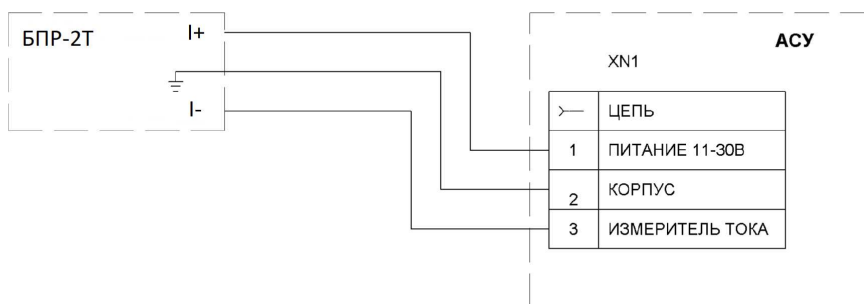 БПР-2Т
I+
I-
АСУ
XN1
ЦЕПЬ
1 ПИТАНИЕ 11-30В
2 КОРПУС
3 ИЗМЕРИТЕЛЬ ТОКА